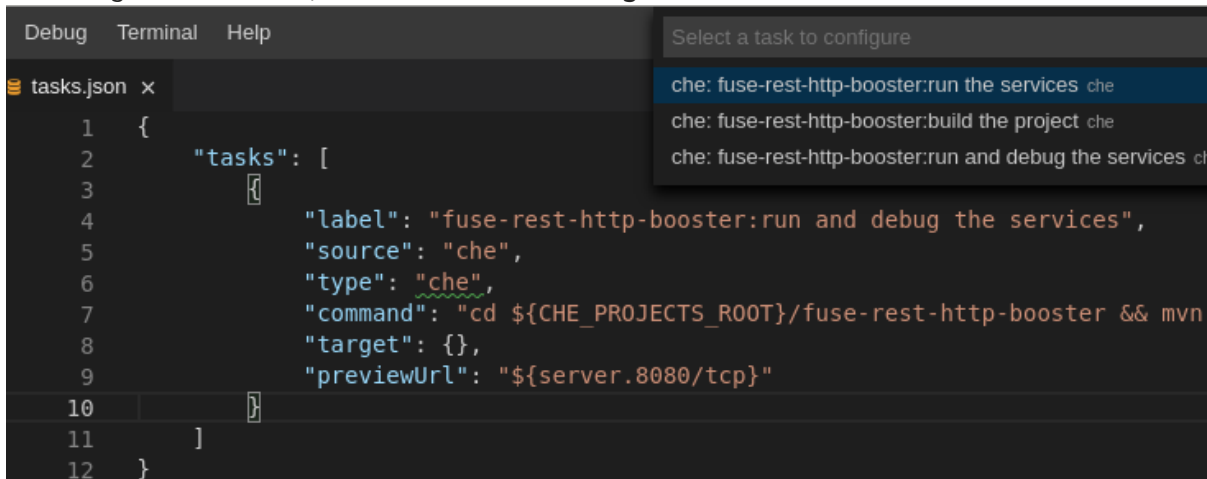 Debug Terminal Help
Select a task to configure
tasks.json ×
che: fuse-rest-http-booster:run the services che
che: fuse-rest-http-booster:build the project che
che: fuse-rest-http-booster:run and debug the services
1 {
2 "tasks": [
3 {
4 "label": "fuse-rest-http-booster:run and debug the services",
5 "source": "che",
6 "type": "che",
7 "command": "cd ${CHE_PROJECTS_ROOT}/fuse-rest-http-booster && mvn
8 "target": {},
9 "previewUrl": "${server.8080/tcp}"
10 }
11 ]
12 }